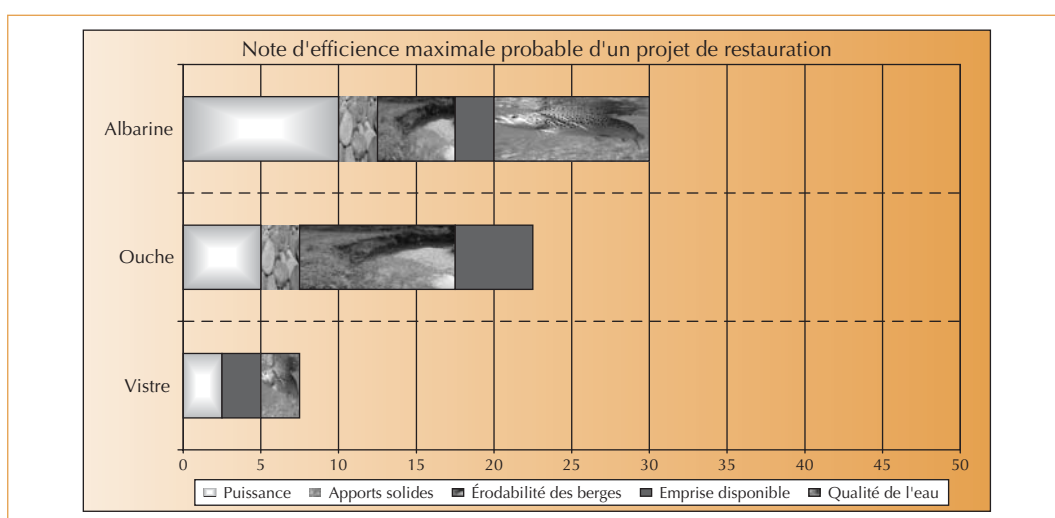 Note d'efficience maximale probable d'un projet de restauration
Albarine
Ouche
Vistre
0 5 10 15 20 25 30 35 40 45 50
Puissance Apports solides Érodabilité des berges Emprise disponible Qualité de l'eau